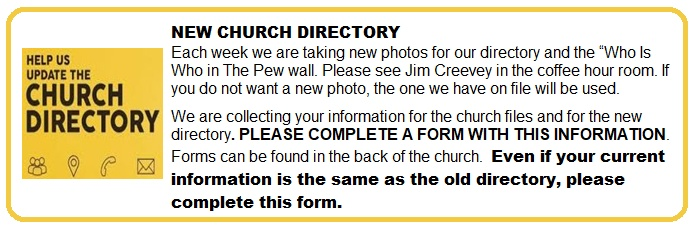 HELP US
UPDATE THE
CHURCH
DIRECTORY
NEW CHURCH DIRECTORY
Each week we are taking new photos for our directory and the “Who Is
Who in The Pew wall. Please see Jim Creevey in the coffee hour room. If
you do not want a new photo, the one we have on file will be used.
We are collecting your information for the church files and for the new
directory. PLEASE COMPLETE A FORM WITH THIS INFORMATION.
Forms can be found in the back of the church. Even if your current
information is the same as the old directory, please
complete this form.